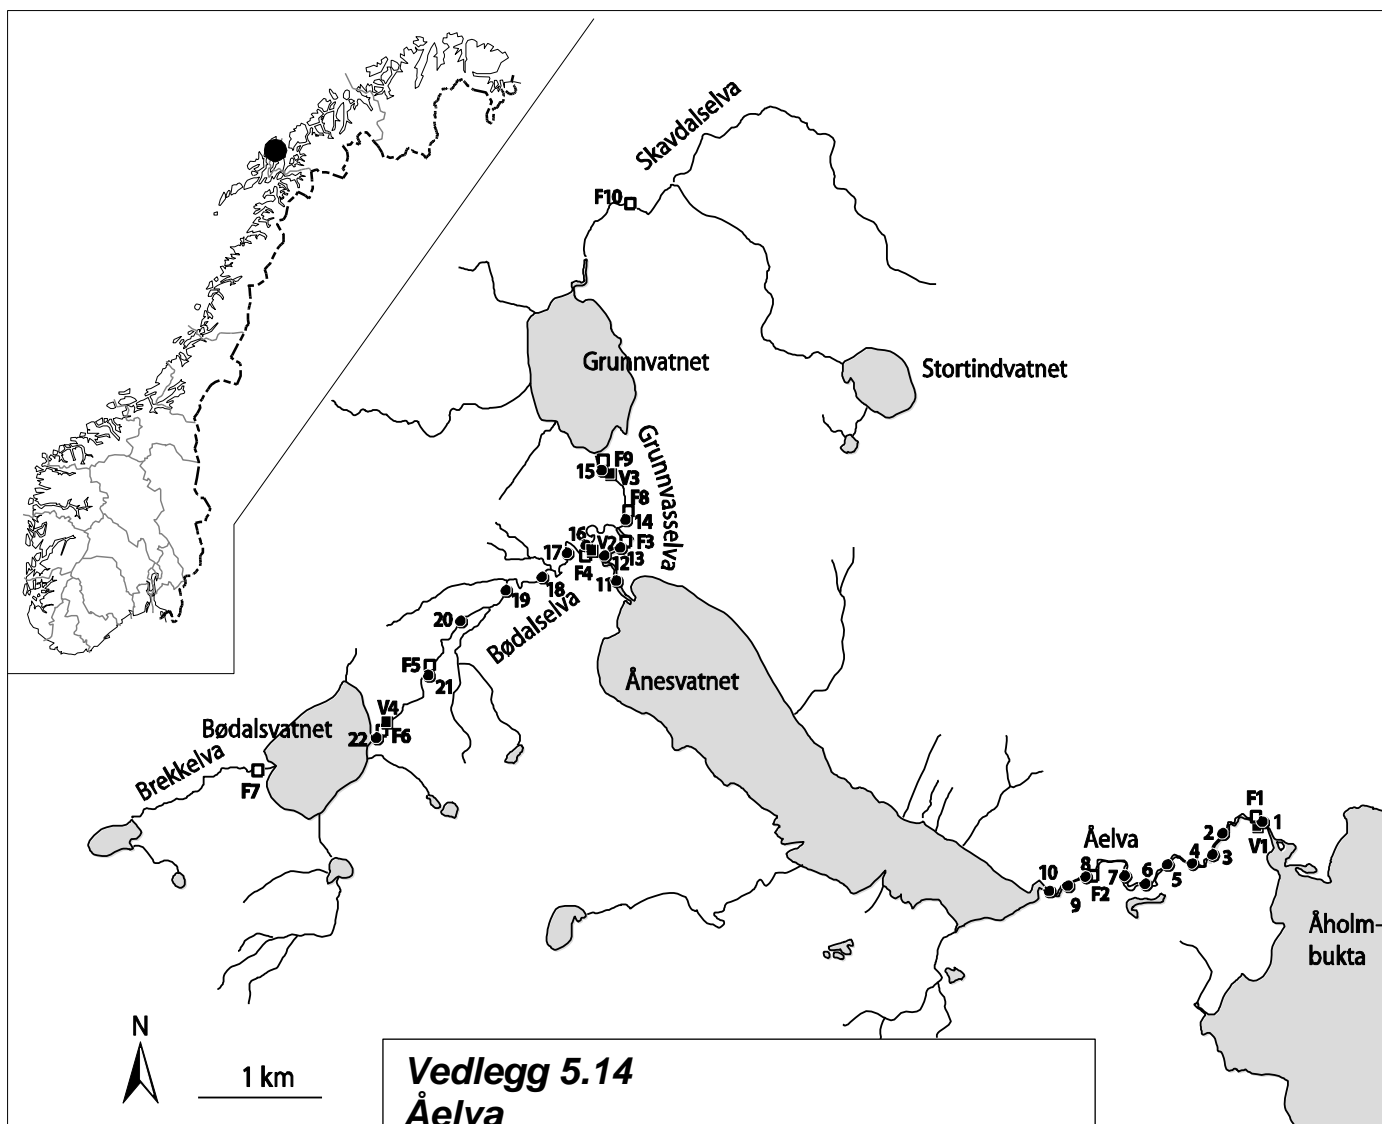 Skavdalselva
F10
Grunnvatnet
Stortindvatnet
Grunnvasselva
F9
15
V3
F8
14
16
V2
F3
17
F4
12
13
11
18
19
Bødalselva
20
F5
21
Ånesvatnet
V4
Bødalsvatnet
22
F6
Brekkelva
F7
F1
1
2
V1
Åelva
3
4
5
6
7
8
F2
10
9
Åholm-
bukta
N
1 km
Vedlegg 5.14
Åelva